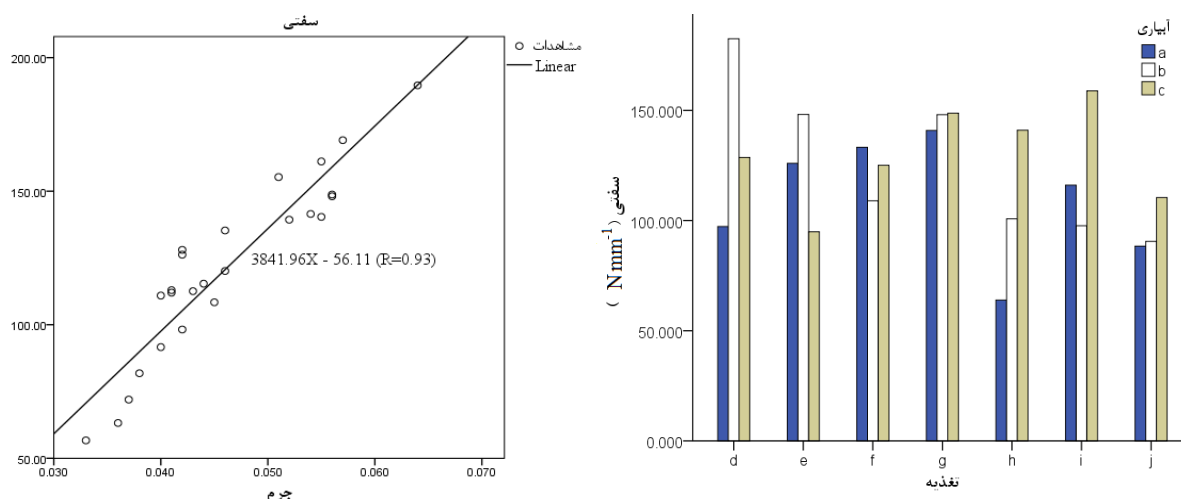 سفتی
مشاهدات
Linear
200.00
150.00
100.00
50.00
3841.96X - 56.11 (R=0.93)
0.030 0.040 0.050 0.060 0.070
جرم
آبیاری
a
b
c
150.000
100.000
50.000
0.000
سفتی (N mm-1)
d e f g h i j
تغذیه